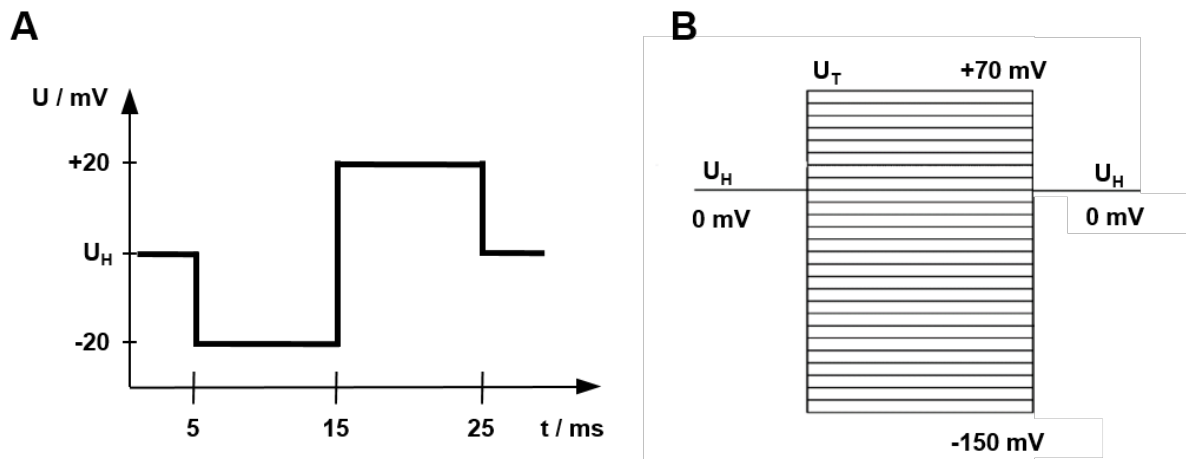 A
U / mV
+20
U_H
-20
5 15 25 t / ms
B
U_T +70 mV
U_H U_H
0 mV 0 mV
-150 mV